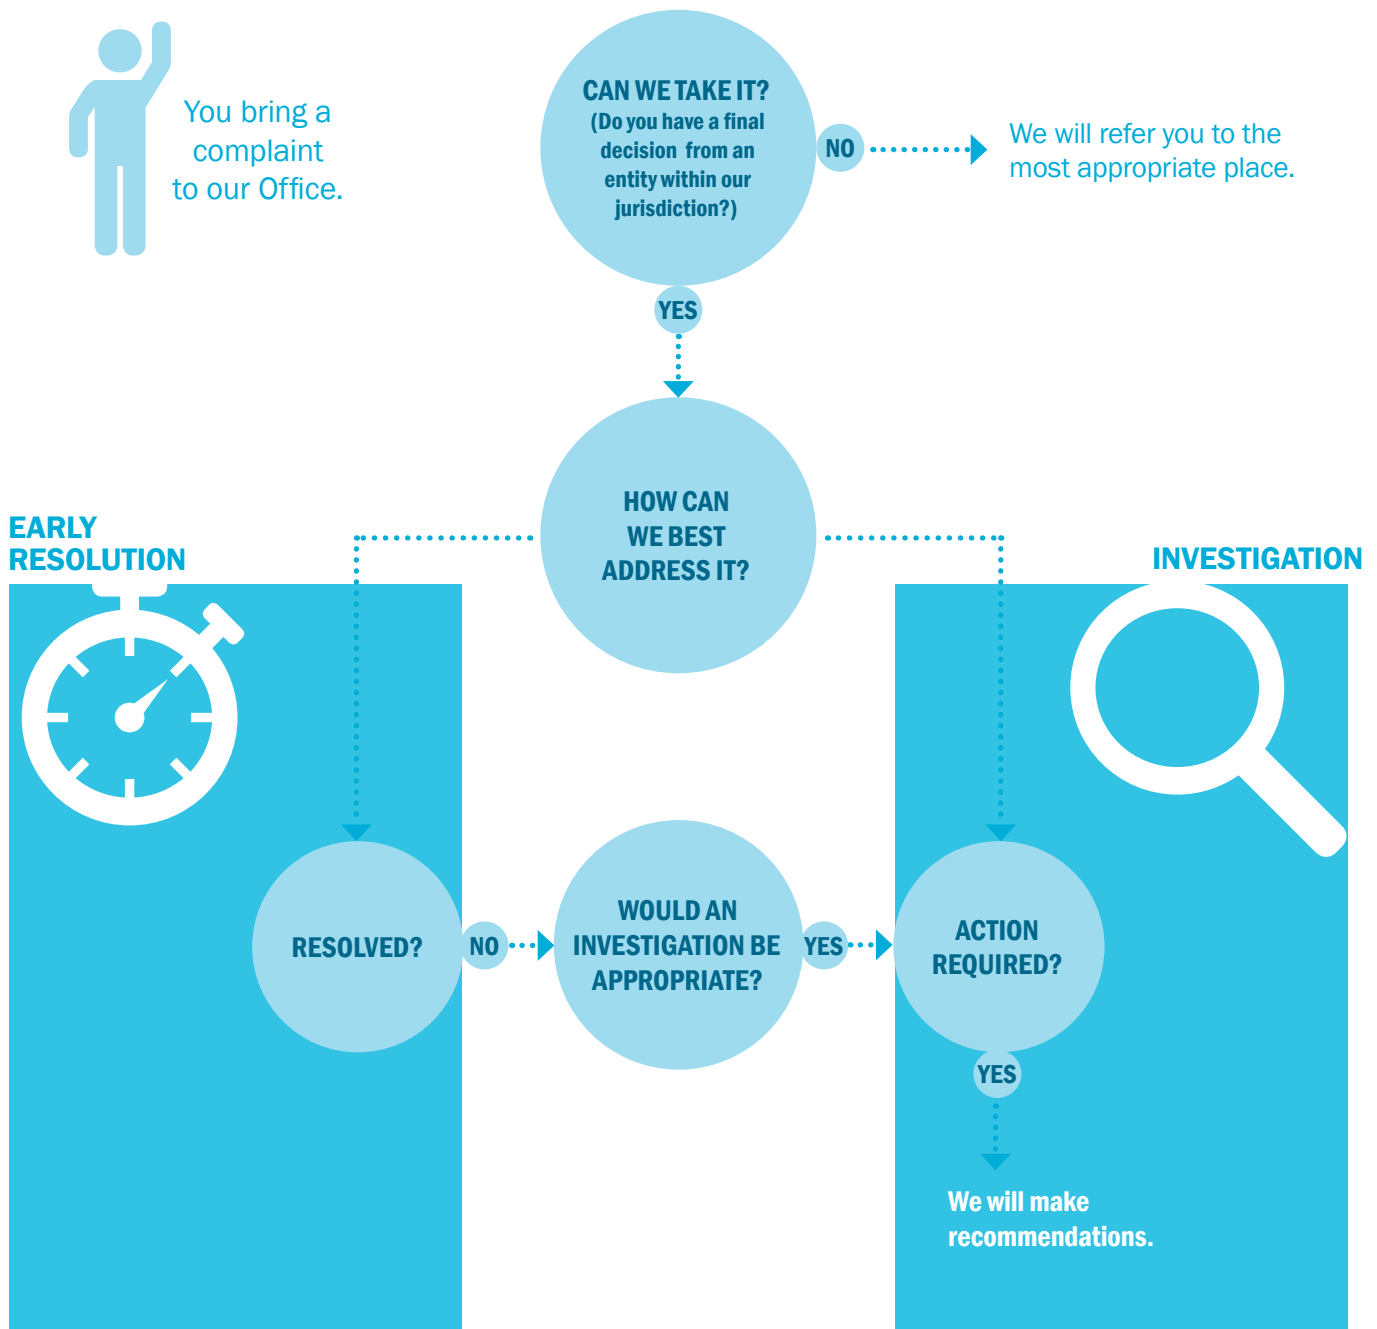 You bring a
complaint
to our Office.
CAN WE TAKE IT?
(Do you have a final
decision from an
entity within our
jurisdiction?)
NO
We will refer you to the
most appropriate place.
YES
HOW CAN
WE BEST
ADDRESS IT?
EARLY
RESOLUTION
INVESTIGATION
RESOLVED?
NO
WOULD AN
INVESTIGATION BE
APPROPRIATE?
YES
ACTION
REQUIRED?
YES
We will make
recommendations.